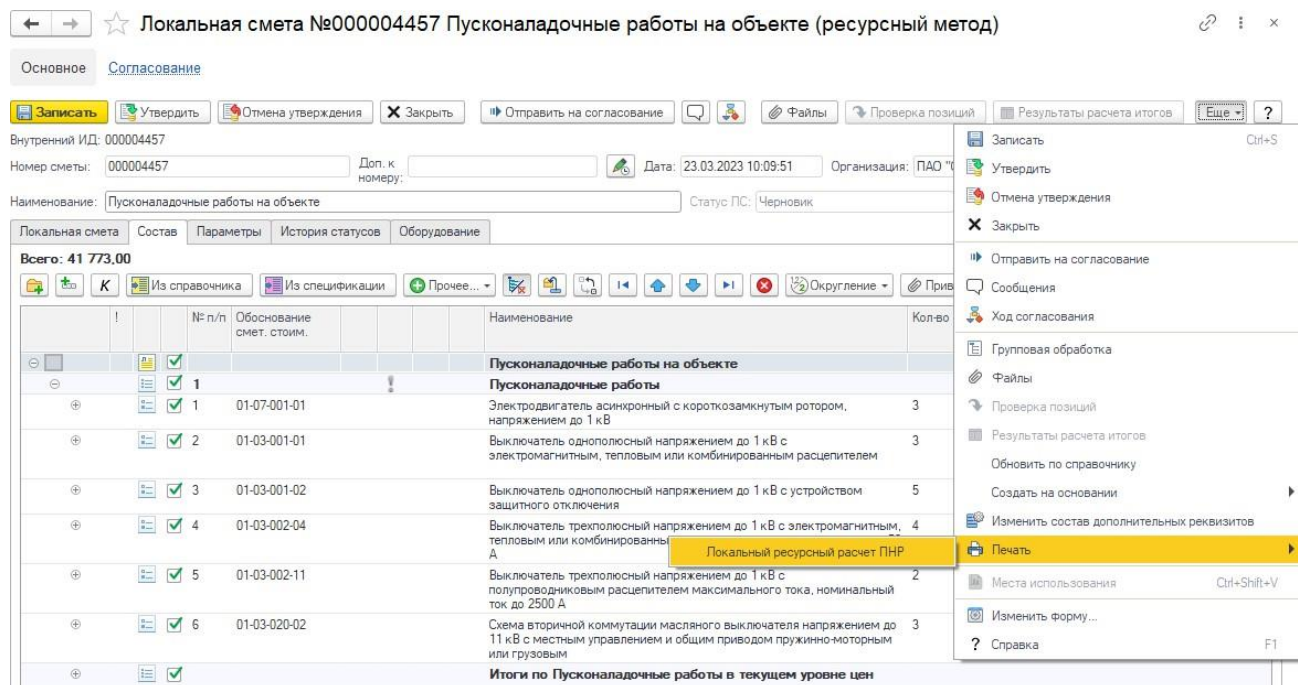 Локальная смета №000004457 Пусконаладочные работы на объекте (ресурсный метод)
Основное Согласование
Записать Утвердить Отмена утверждения Закрыть Отправить на согласование Файлы Проверка позиций Результаты расчета итогов Еще ?
Внутренний ИД: 000004457
Номер сметы: 000004457 Доп. к номеру: Дата: 23.03.2023 10:09:51 Организация: ПАО "
Наименование: Пусконаладочные работы на объекте Статус ПС: Черновик
Локальная смета Состав Параметры История статусов Оборудование
Всего: 41 773,00
К Из справочника Из спецификации Прочее... Округление Прив
! № п/п Обоснование смет. стоим. Наименование Кол-во
Пусконаладочные работы на объекте
1 Пусконаладочные работы
1 01-07-001-01 Электродвигатель асинхронный с короткозамкнутым ротором, 3
напряжением до 1 кВ
2 01-03-001-01 Выключатель однополюсный напряжением до 1 кВ с 3
электромагнитным, тепловым или комбинированным расцепителем
3 01-03-001-02 Выключатель однополюсный напряжением до 1 кВ с устройством 5
защитного отключения
4 01-03-002-04 Выключатель трехполюсный напряжением до 1 кВ с электромагнитным, 4
тепловым или комбинированны
А
5 01-03-002-11 Выключатель трехполюсный напряжением до 1 кВ с 2
полупроводниковым расцепителем максимального тока, номинальный
ток до 2500 А
6 01-03-020-02 Схема вторичной коммутации масляного выключателя напряжением до 3
11 кВ с местным управлением и общим приводом пружинно-моторным
или грузовым
Итоги по Пусконаладочные работы в текущем уровне цен
Записать Ctrl+S
Утвердить
Отмена утверждения
Закрыть
Отправить на согласование
Сообщения
Ход согласования
Групповая обработка
Файлы
Проверка позиций
Результаты расчета итогов
Обновить по справочнику
Создать на основании
Изменить состав дополнительных реквизитов
Локальный ресурсный расчет ПНР Печать
Места использования Ctrl+Shift+V
Изменить форму...
? Справка F1